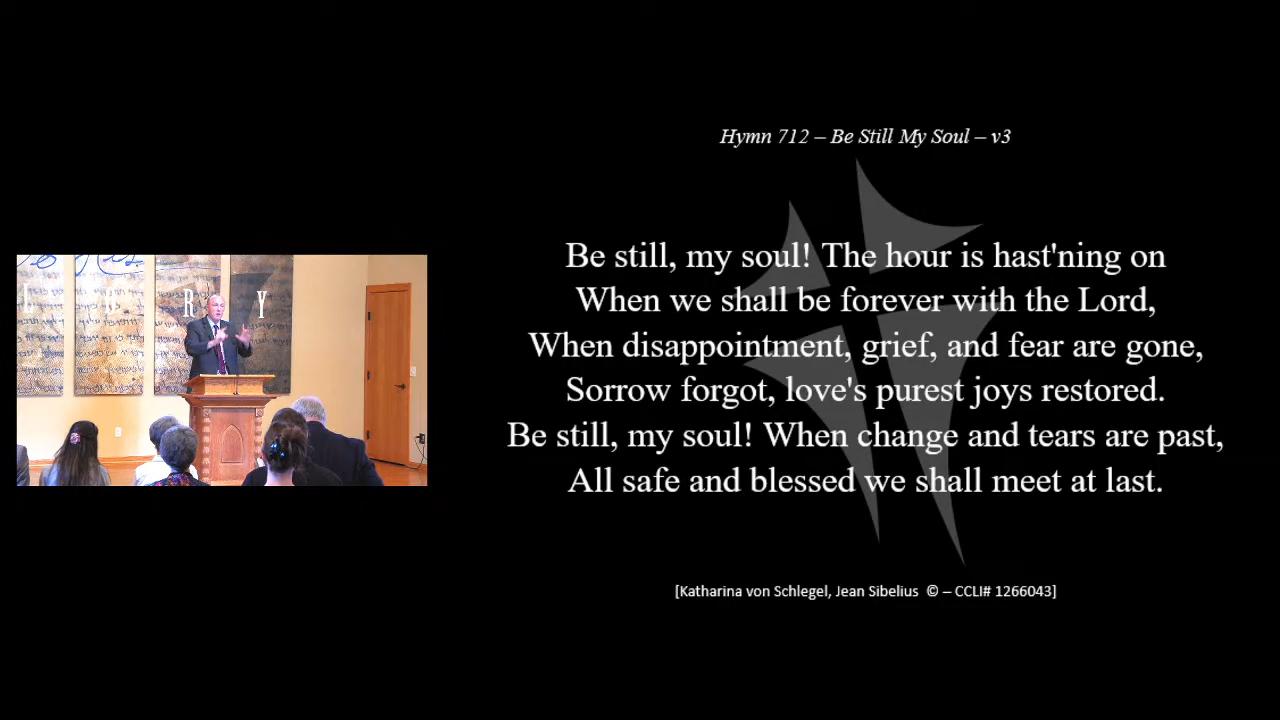 Hymn 712 – Be Still My Soul – v3
Be still, my soul! The hour is hast'ning on
When we shall be forever with the Lord,
When disappointment, grief, and fear are gone,
Sorrow forgot, love's purest joys restored.
Be still, my soul! When change and tears are past,
All safe and blessed we shall meet at last.
[Katharina von Schlegel, Jean Sibelius © – CCLI# 1266043]
R Y